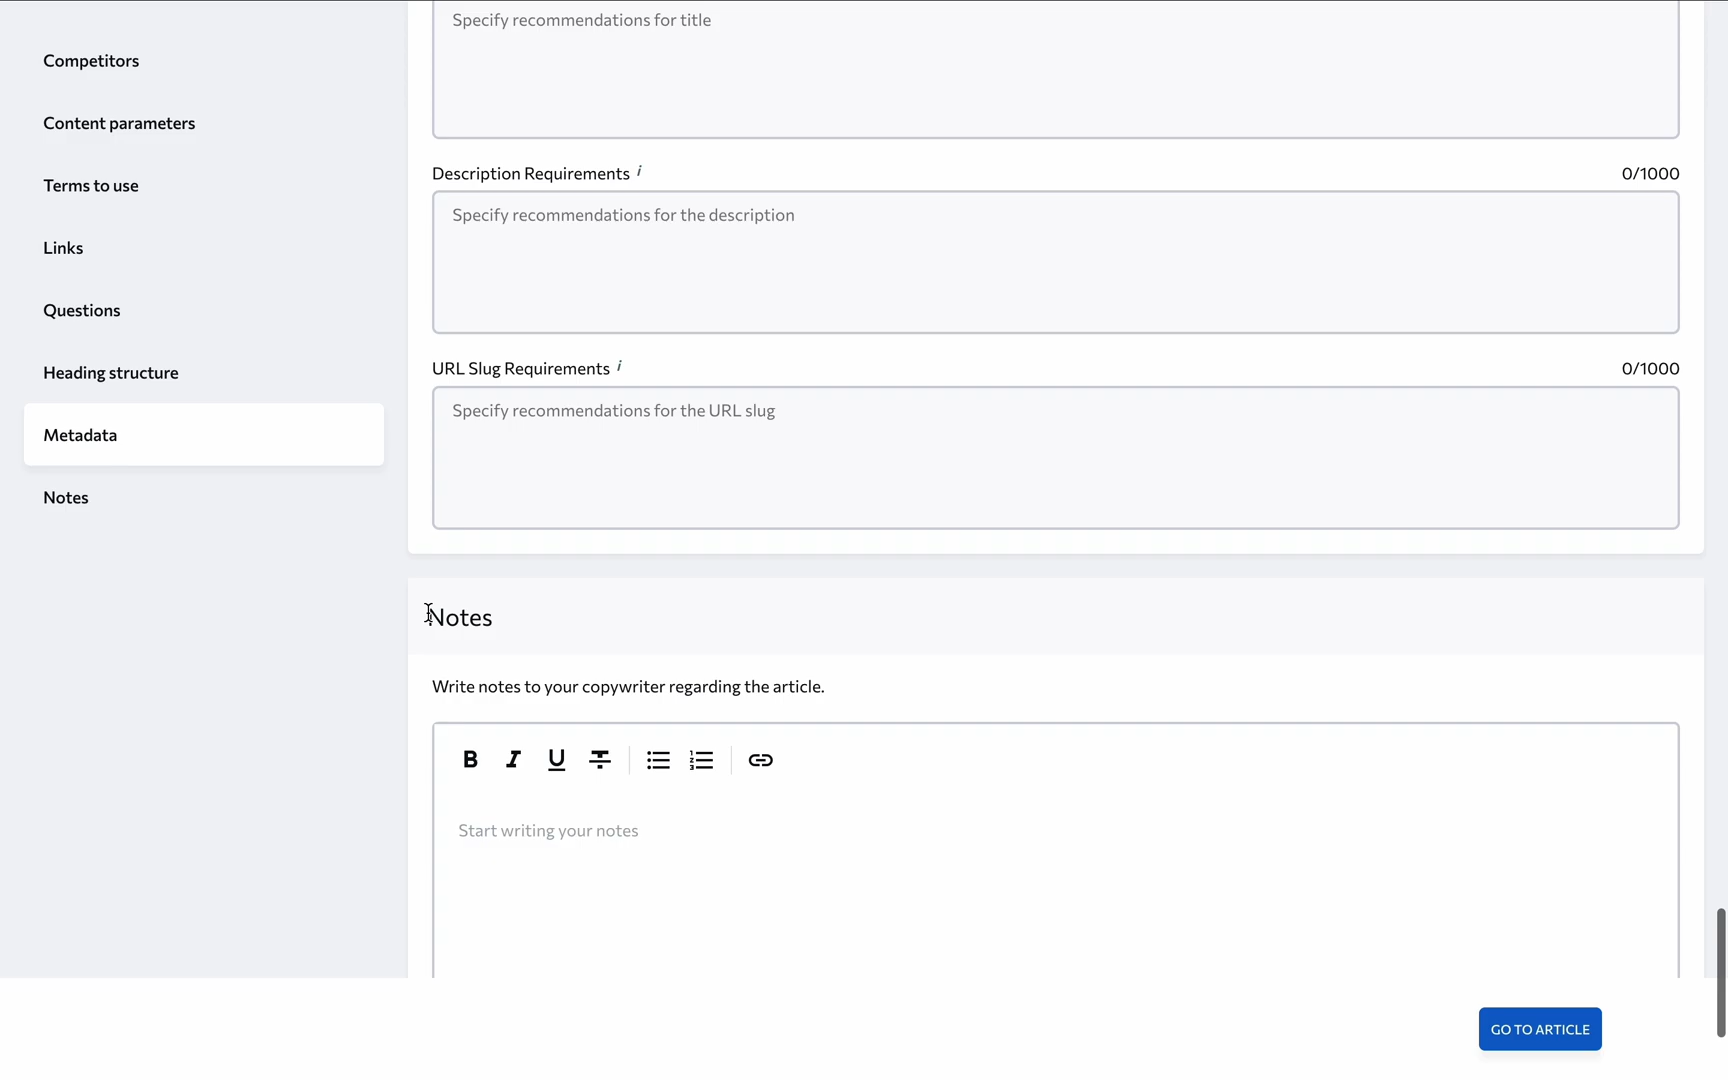 Competitors
Content parameters
Terms to use
Links
Questions
Heading structure
Metadata
Notes
Specify recommendations for title
Description Requirements i 0/1000
Specify recommendations for the description
URL Slug Requirements i 0/1000
Specify recommendations for the URL slug
Notes
Write notes to your copywriter regarding the article.
B I U T
Start writing your notes
GO TO ARTICLE